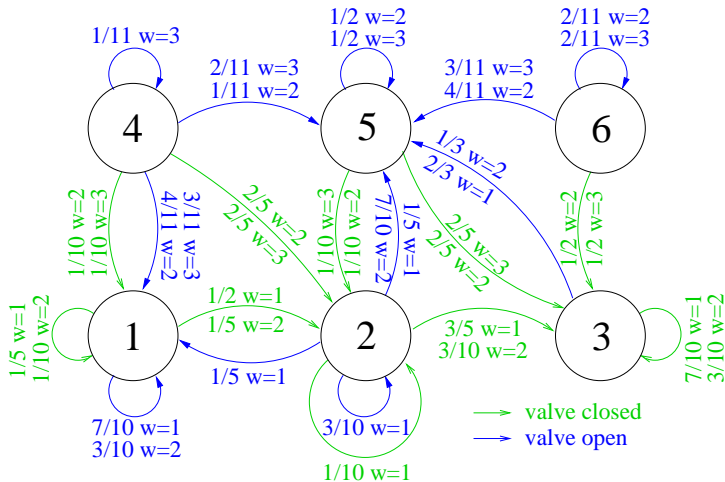 1/11 w=3
1/2 w=2
1/2 w=3
2/11 w=2
2/11 w=3
2/11 w=3
1/11 w=2
3/11 w=3
4/11 w=2
4
5
6
1/3 w=2
2/3 w=1
1/10 w=2
1/10 w=3
3/11 w=3
4/11 w=2
2/5 w=2
2/5 w=3
1/10 w=3
1/10 w=2
1/5 w=1
7/10 w=2
2/5 w=3
2/5 w=2
1/2 w=2
1/2 w=3
1/5 w=1
1/10 w=2
1
1/2 w=1
1/5 w=2
2
3/5 w=1
3/10 w=2
3
7/10 w=1
3/10 w=2
1/5 w=1
7/10 w=1
3/10 w=2
3/10 w=1
1/10 w=1
valve closed
valve open